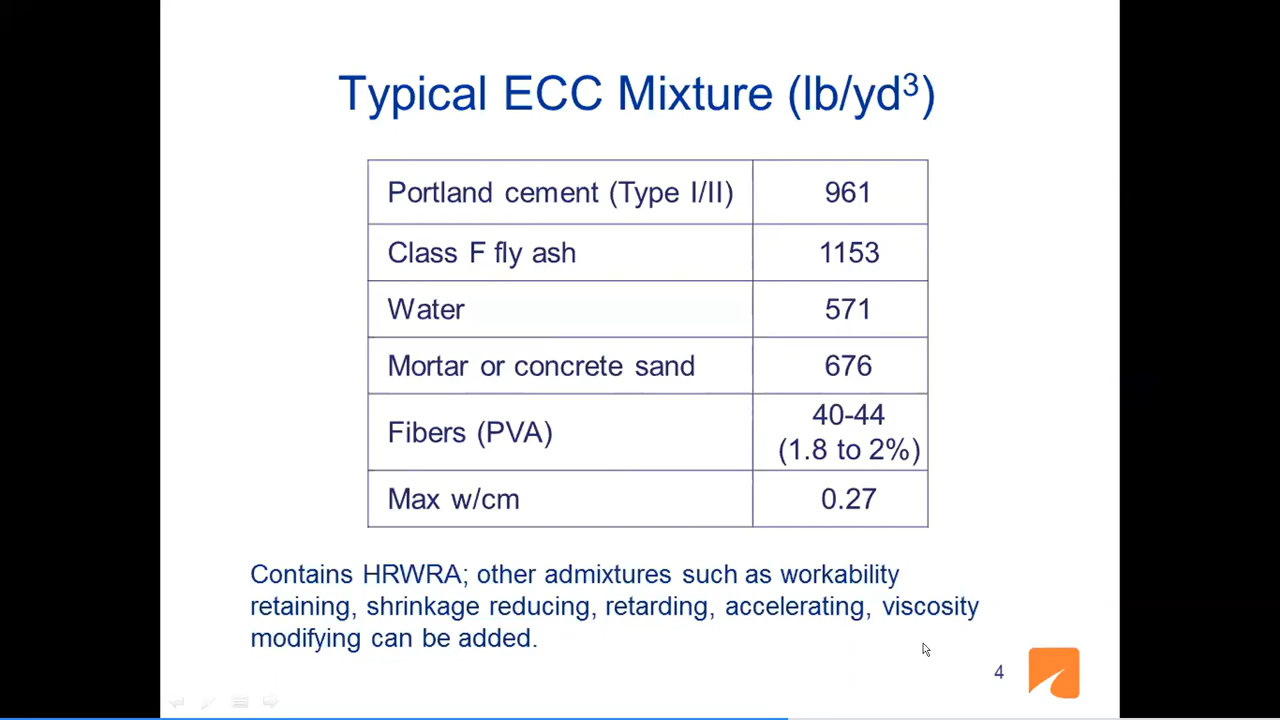 Typical ECC Mixture (lb/yd³)
Portland cement (Type I/II) 961
Class F fly ash 1153
Water 571
Mortar or concrete sand 676
Fibers (PVA) 40-44
(1.8 to 2%)
Max w/cm 0.27
Contains HRWRA; other admixtures such as workability
retaining, shrinkage reducing, retarding, accelerating, viscosity
modifying can be added.
4